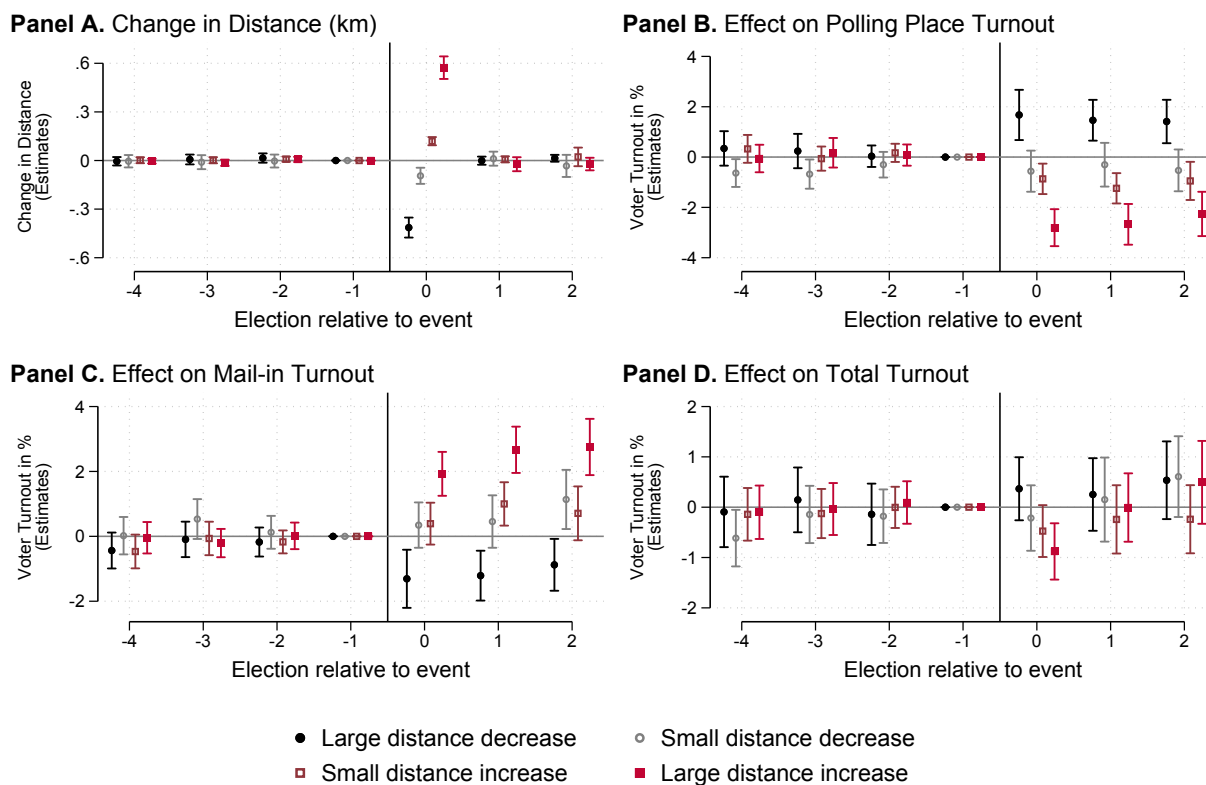 Panel A. Change in Distance (km)
Change in Distance
(Estimates)
.6
.3
0
-.3
-.6
-4 -3 -2 -1 0 1 2
Election relative to event
Panel B. Effect on Polling Place Turnout
Voter Turnout in %
(Estimates)
4
2
0
-2
-4
-4 -3 -2 -1 0 1 2
Election relative to event
Panel C. Effect on Mail-in Turnout
Voter Turnout in %
(Estimates)
4
2
0
-2
-4 -3 -2 -1 0 1 2
Election relative to event
Panel D. Effect on Total Turnout
Voter Turnout in %
(Estimates)
2
1
0
-1
-2
-4 -3 -2 -1 0 1 2
Election relative to event
Large distance decrease
Small distance decrease
Small distance increase
Large distance increase